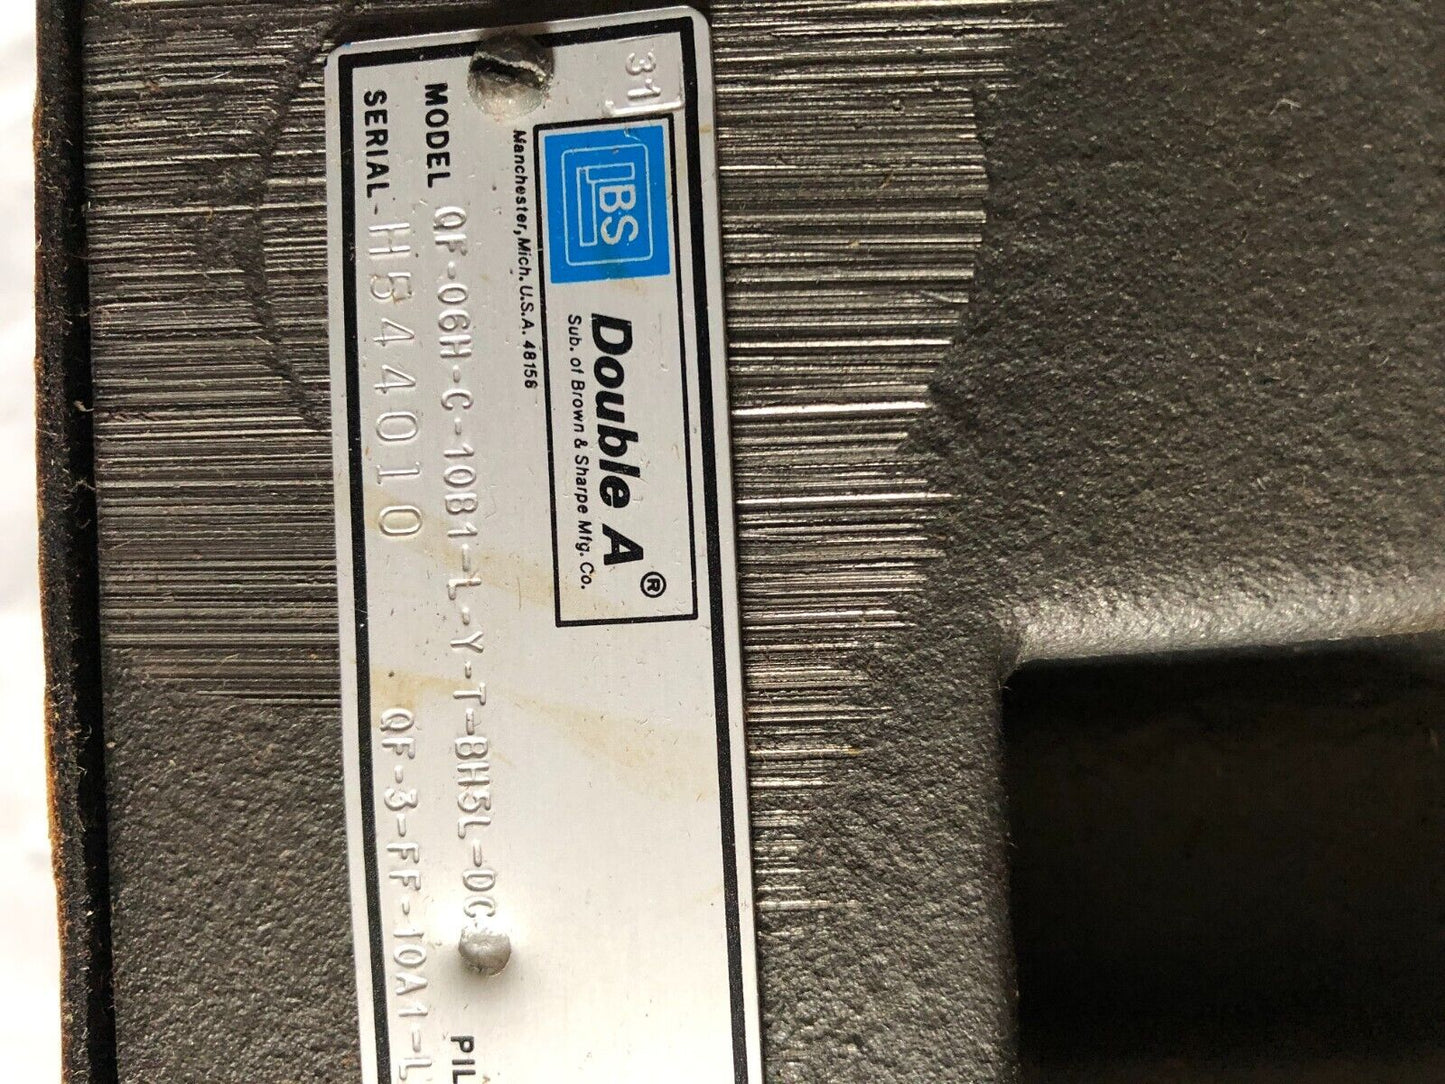 31
BS
Double A®
Sub. of Brown & Sharpe Mfg. Co.
Manchester, Mich. U.S.A. 48158
MODEL QF-06H-C-10B1-L-Y-T-BH5L-DC
SERIAL H544010 QF-3-FF-10A1-L